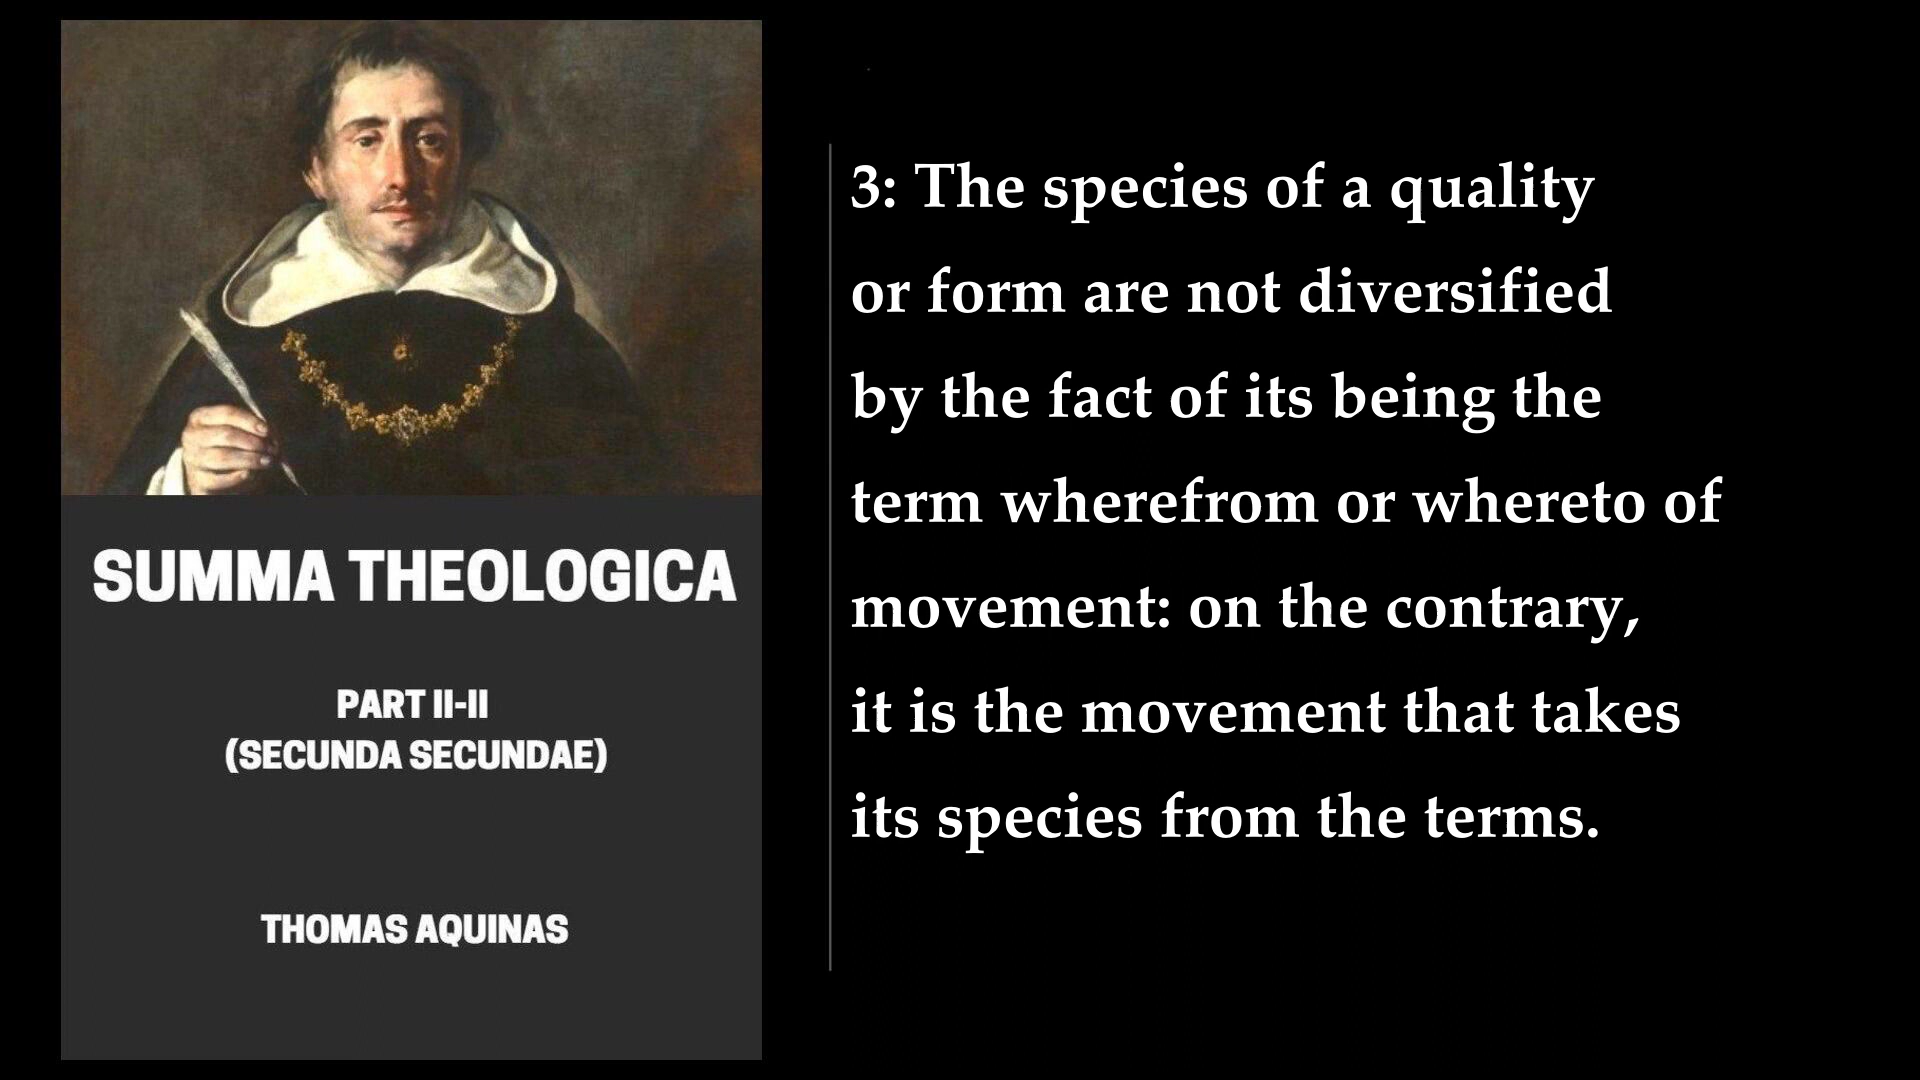 SUMMA THEOLOGICA
PART II-II
(SECUNDA SECUNDAE)
THOMAS AQUINAS
3: The species of a quality
or form are not diversified
by the fact of its being the
term wherefrom or whereto of
movement: on the contrary,
it is the movement that takes
its species from the terms.